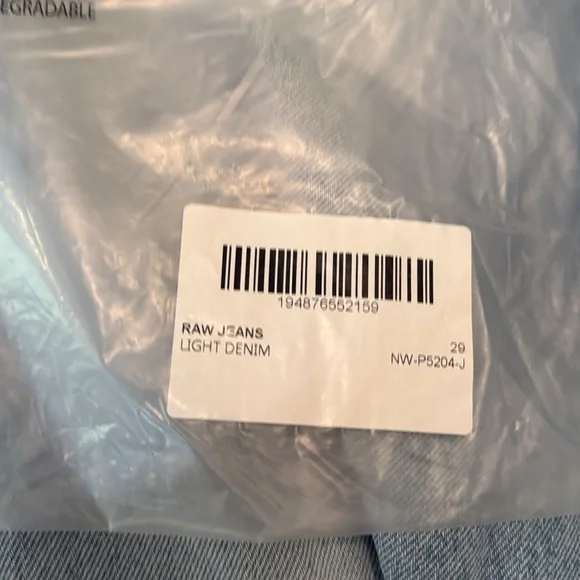 EGRADABLE
194876552159
RAW JEANS
LIGHT DENIM
29
NW-P5204-J